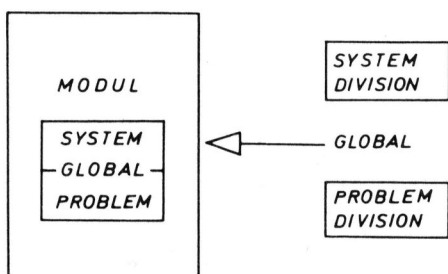 MODUL
SYSTEM
GLOBAL
PROBLEM
SYSTEM
DIVISION
GLOBAL
PROBLEM
DIVISION